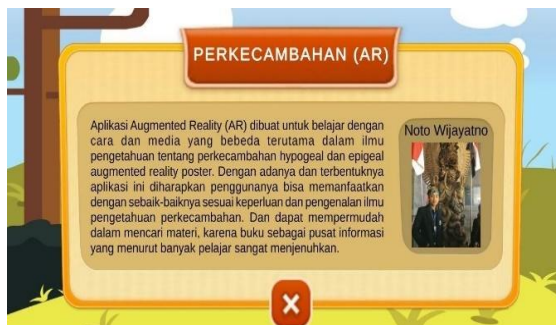 PERKECAMBAHAN (AR)
Aplikasi Augmented Reality (AR) dibuat untuk belajar dengan
cara dan media yang bebeda terutama dalam ilmu
pengetahuan tentang perkecambahan hypogeal dan epigeal
augmented reality poster. Dengan adanya dan terbentuknya
aplikasi ini diharapkan penggunanya bisa memanfaatkan
dengan sebaik-baiknya sesuai keperluan dan pengenalan ilmu
pengetahuan perkecambahan. Dan dapat mempermudah
dalam mencari materi, karena buku sebagai pusat informasi
yang menurut banyak pelajar sangat menjenuhkan.
Noto Wijayatno
X